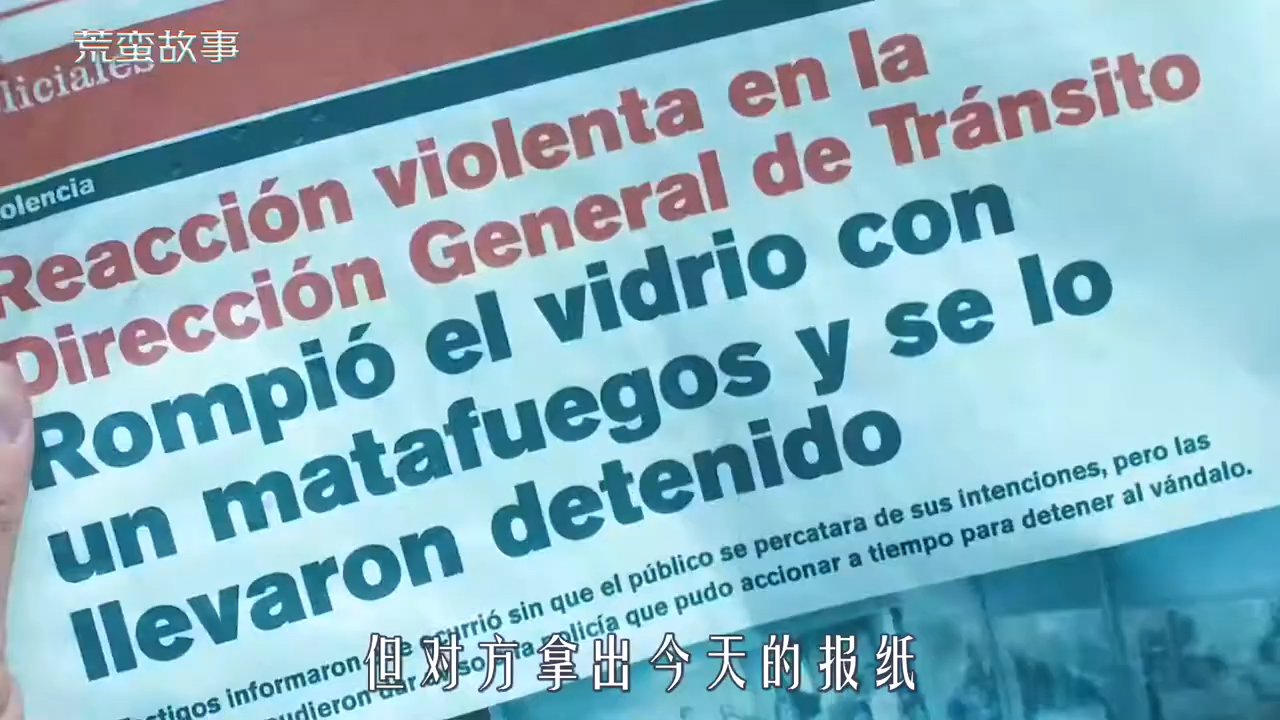 荒蛮故事
liciales
olencia
Reacción violenta en la
Dirección General de Tránsito
Rompió el vidrio con
un matafuegos y se lo
llevaron detenido
informaron ocurrió sin que el público se percatara de sus intenciones, pero las
pudieron dar policía que pudo accionar a tiempo para detener al vándalo.
但对方拿出今天的报纸